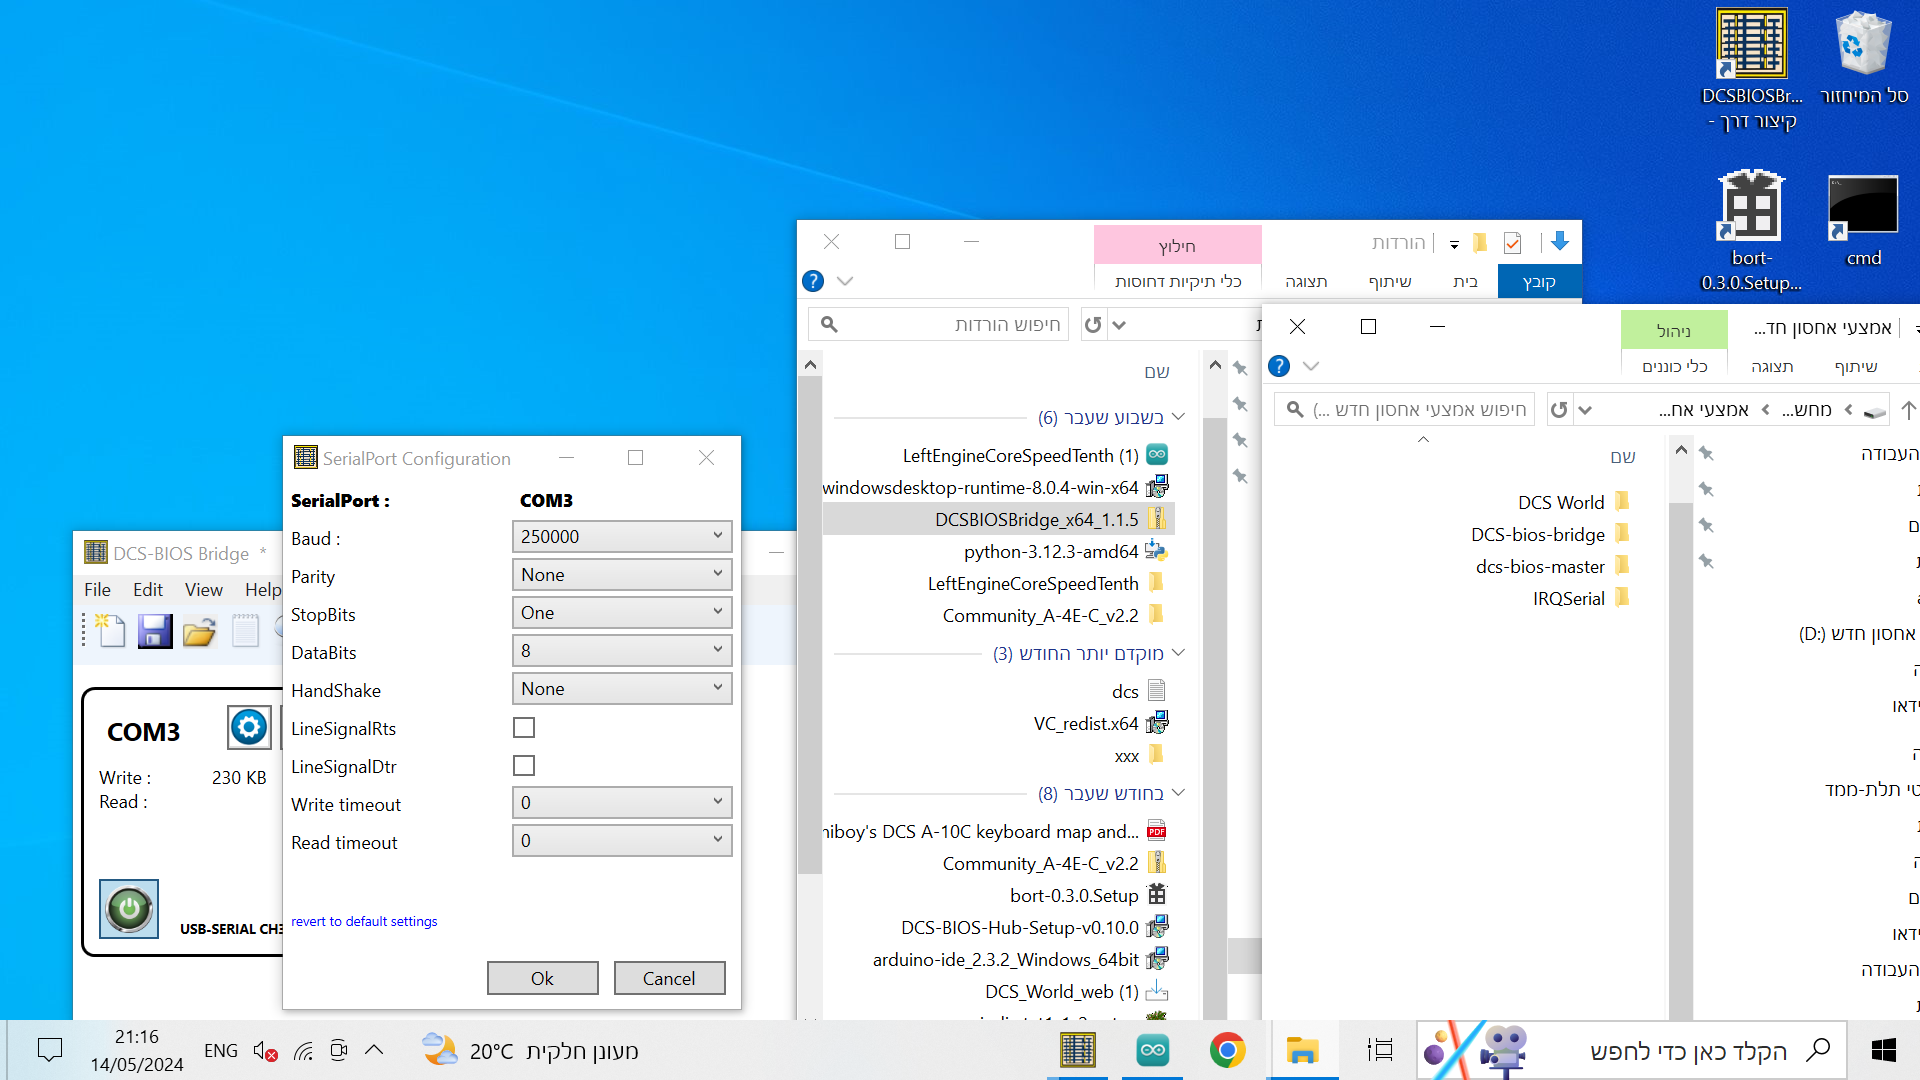 DCSBIOSBr...
קיצור דרך -
סל המיחזור
bort-
0.3.0.Setup...
cmd
חילוץ
הורדות
כלי תיקיות דחוסות
תצוגה
שיתוף
בית
קובץ
חיפוש הורדות
שם
בשבוע שעבר (6)
LeftEngineCoreSpeedTenth (1)
windowsdesktop-runtime-8.0.4-win-x64
DCSBIOSBridge_x64_1.1.5
python-3.12.3-amd64
LeftEngineCoreSpeedTenth
Community_A-4E-C_v2.2
מוקדם יותר החודש (3)
dcs
VC_redist.x64
xxx
בחודש שעבר (8)
niboy's DCS A-10C keyboard map and...
Community_A-4E-C_v2.2
bort-0.3.0.Setup
DCS-BIOS-Hub-Setup-v0.10.0
arduino-ide_2.3.2_Windows_64bit
DCS_World_web (1)
ניהול
אמצעי אחסון חד...
כלי כוננים
תצוגה
שיתוף
חיפוש אמצעי אחסון חדש (...
מחש...
אמצעי אח...
שם
DCS World
DCS-bios-bridge
dcs-bios-master
IRQSerial
העבודה
אחסון חדש (D:)
ידאו
טי תלת-ממד
ידאו
העבודה
SerialPort Configuration
SerialPort : COM3
Baud : 250000
Parity None
StopBits One
DataBits 8
HandShake None
LineSignalRts
LineSignalDtr
Write timeout 0
Read timeout 0
revert to default settings
Ok Cancel
DCS-BIOS Bridge *
File Edit View Help
COM3
Write : 230 KB
Read :
USB-SERIAL CH3
21:16
14/05/2024
ENG
20°C מעונן חלקית
הקלד כאן כדי לחפש